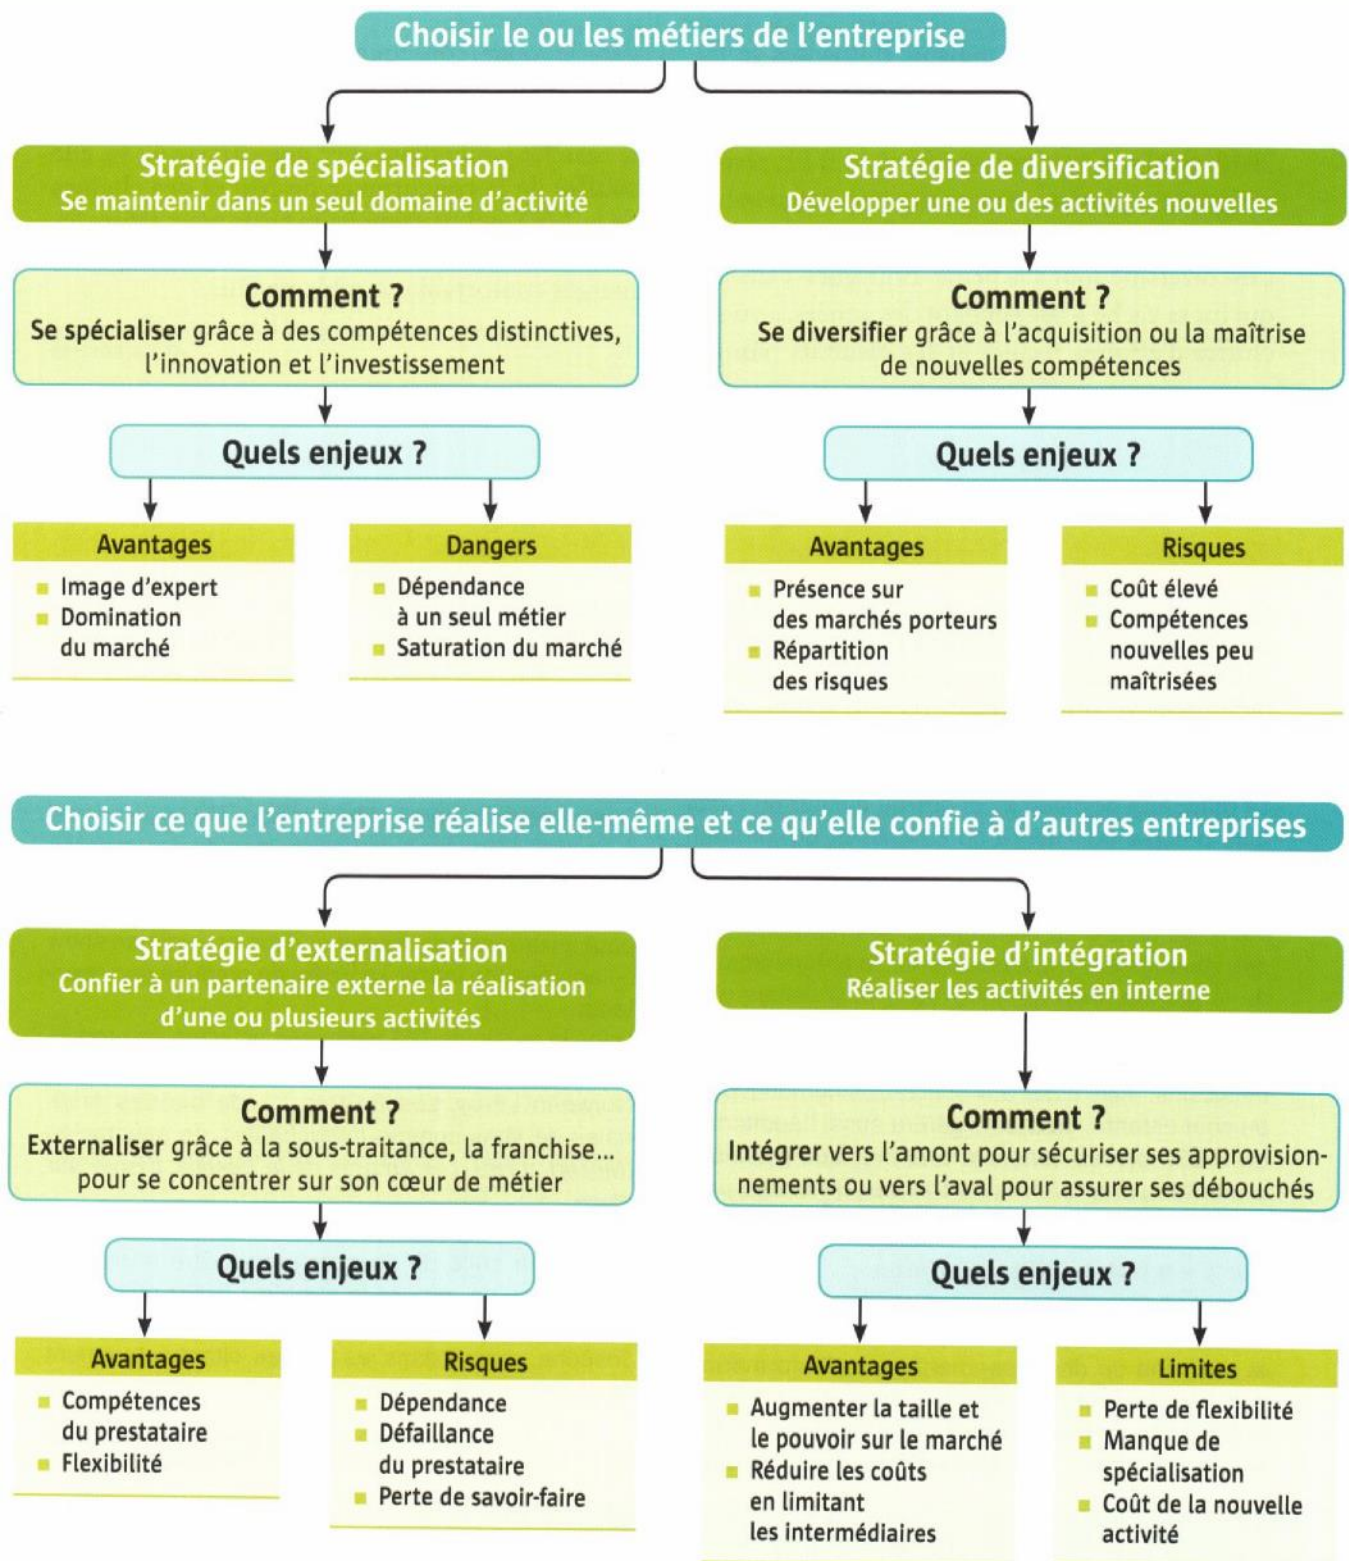 Choisir le ou les métiers de l'entreprise
Stratégie de spécialisation
Se maintenir dans un seul domaine d'activité
Comment ?
Se spécialiser grâce à des compétences distinctives,
l'innovation et l'investissement
Quels enjeux ?
Avantages
Image d'expert
Domination
du marché
Dangers
Dépendance
à un seul métier
Saturation du marché
Stratégie de diversification
Développer une ou des activités nouvelles
Comment ?
Se diversifier grâce à l'acquisition ou la maîtrise
de nouvelles compétences
Quels enjeux ?
Avantages
Présence sur
des marchés porteurs
Répartition
des risques
Risques
Coût élevé
Compétences
nouvelles peu
maîtrisées
Choisir ce que l'entreprise réalise elle-même et ce qu'elle confie à d'autres entreprises
Stratégie d'externalisation
Confier à un partenaire externe la réalisation
d'une ou plusieurs activités
Comment ?
Externaliser grâce à la sous-traitance, la franchise...
pour se concentrer sur son cœur de métier
Quels enjeux ?
Avantages
Compétences
du prestataire
Flexibilité
Risques
Dépendance
Défaillance
du prestataire
Perte de savoir-faire
Stratégie d'intégration
Réaliser les activités en interne
Comment ?
Intégrer vers l'amont pour sécuriser ses approvision-
nements ou vers l'aval pour assurer ses débouchés
Quels enjeux ?
Avantages
Augmenter la taille et
le pouvoir sur le marché
Réduire les coûts
en limitant
les intermédiaires
Limites
Perte de flexibilité
Manque de
spécialisation
Coût de la nouvelle
activité